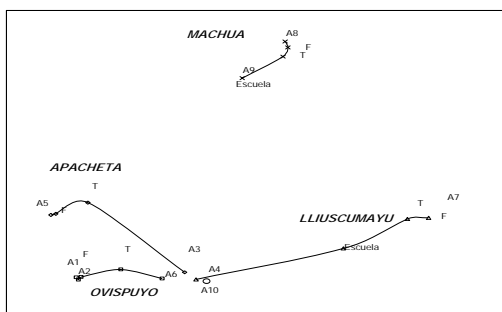 MACHUA
A8
F
T
A9
Escuela
APACHETA
T
A5
F
A7
T
F
LLIUSCUMAYU
Escuela
A3
F
T
A1
A2
A6
A4
A10
OVISPUYO